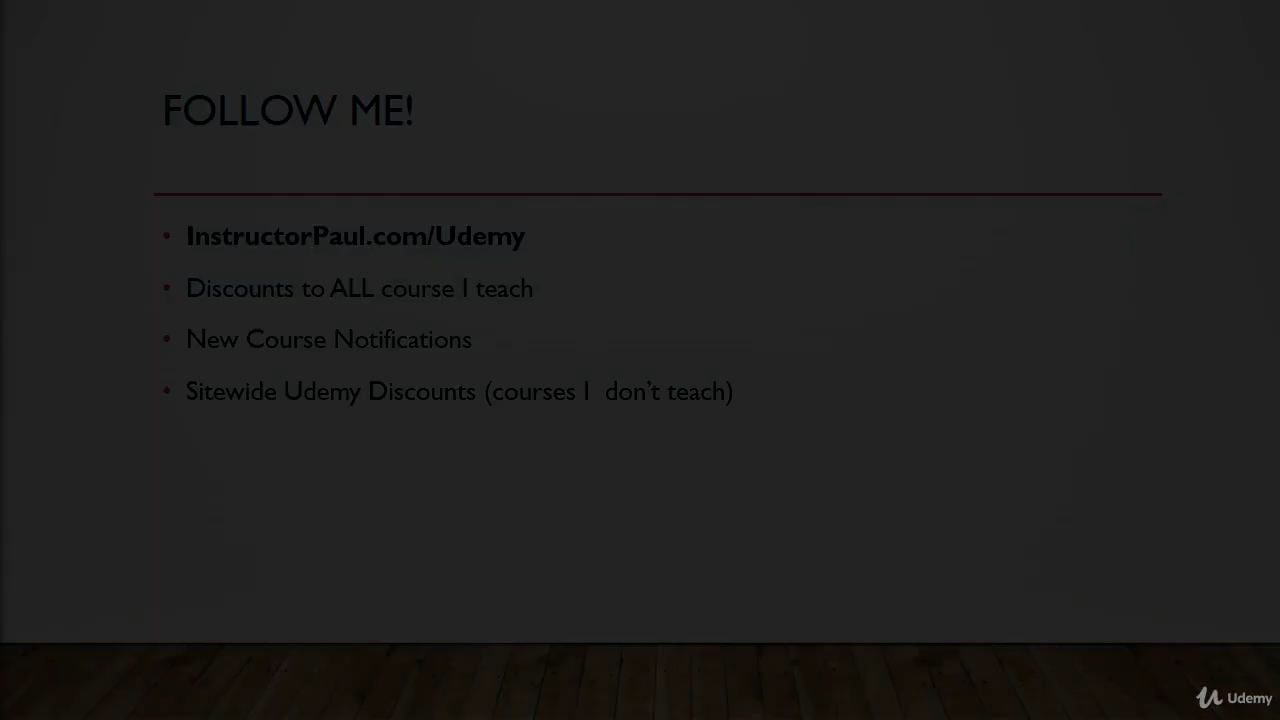 FOLLOW ME!
• InstructorPaul.com/Udemy
• Discounts to ALL course I teach
• New Course Notifications
• Sitewide Udemy Discounts (courses I don't teach)
Udemy